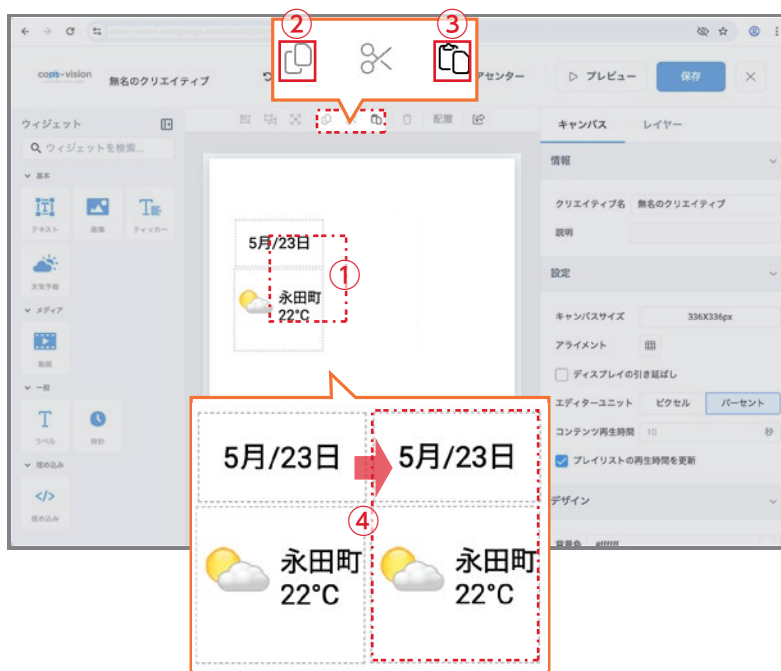 ② ③
coms-vision
無名のクリエイティブ
アセンター
プレビュー
保存
ウィジェット
配置
キャンバス
レイヤー
ウィジェットを検索...
情報
基本
テキスト
画像
ティッカー
クリエイティブ名 無名のクリエイティブ
説明
5月/23日
①
天気予報
設定
永田町
22°C
メディア
キャンバスサイズ 336X336px
アライメント
動画
ディスプレイの引き延ばし
一般
エディターユニット ピクセル パーセント
ラベル
時計
コンテンツ再生時間 10 秒
プレイリストの再生時間を更新
埋め込み
</>
埋め込み
デザイン
背景色 #ffffff
5月/23日
5月/23日
④
永田町
22°C
永田町
22°C